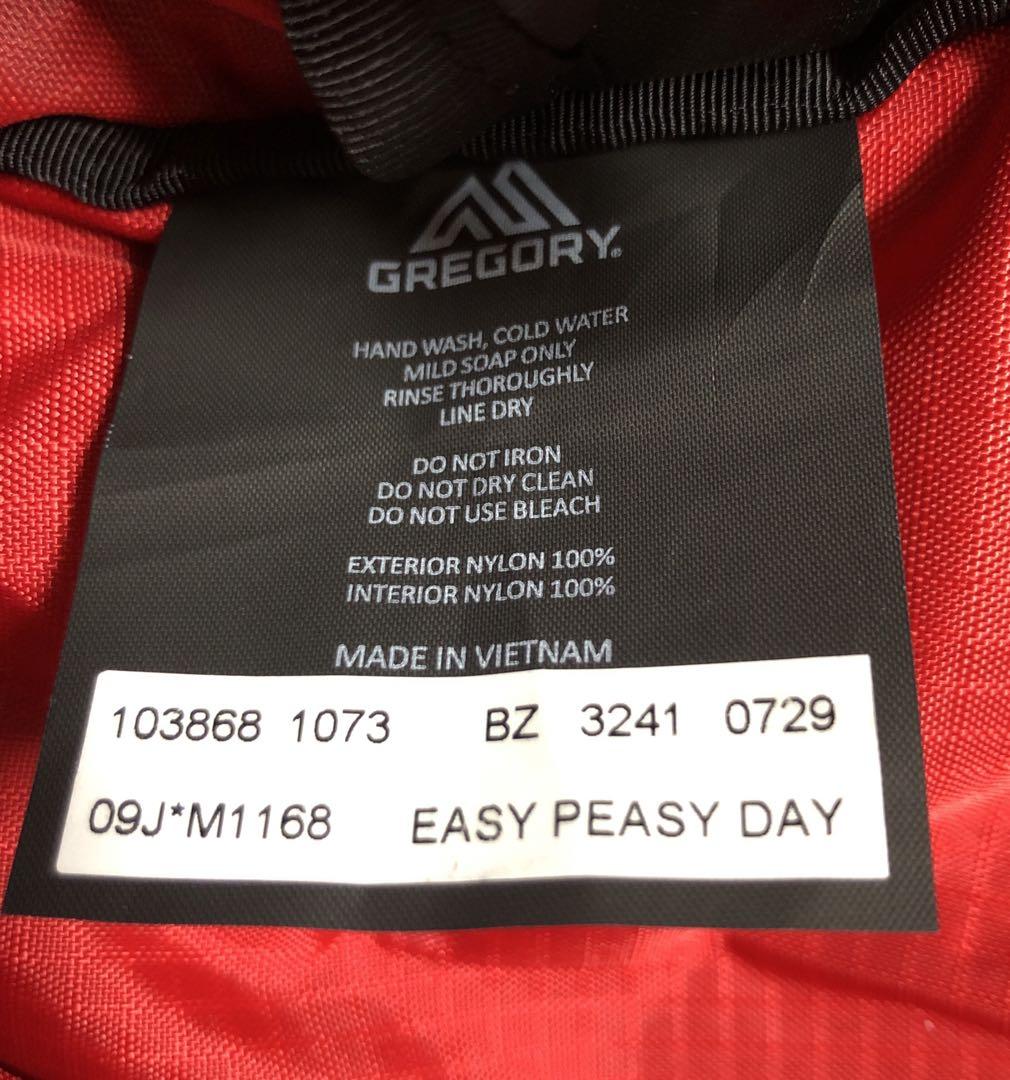 GREGORY®
HAND WASH, COLD WATER
MILD SOAP ONLY
RINSE THOROUGHLY
LINE DRY
DO NOT IRON
DO NOT DRY CLEAN
DO NOT USE BLEACH
EXTERIOR NYLON 100%
INTERIOR NYLON 100%
MADE IN VIETNAM
103868 1073 BZ 3241 0729
09J*M1168 EASY PEASY DAY